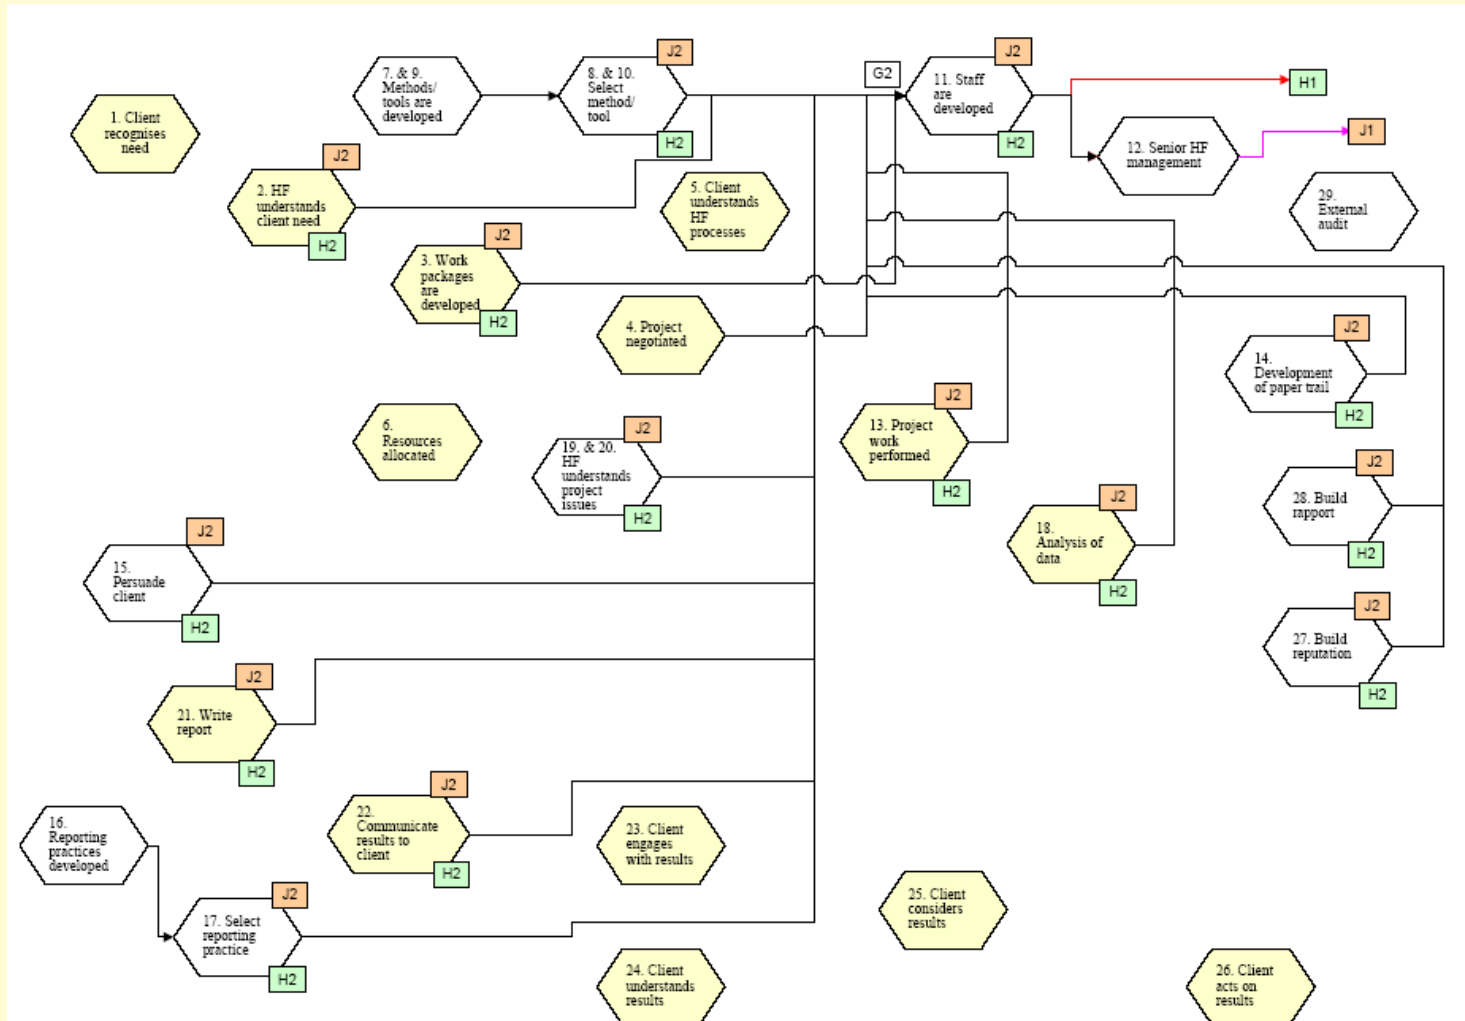 J2
7. & 9.
Methods/
tools are
developed
8. & 10.
Select
method/
tool
H2
G2
J2
11. Staff
are
developed
H2
H1
J1
12. Senior HF
management
1. Client
recognises
need
J2
2. HF
understands
client need
H2
5. Client
understands
HF
processes
29.
External
audit
J2
3. Work
packages
are
developed
H2
4. Project
negotiated
J2
14.
Development
of paper trail
H2
6.
Resources
allocated
J2
19. & 20.
HF
understands
project
issues
H2
J2
13. Project
work
performed
H2
J2
28. Build
rapport
H2
J2
18.
Analysis of
data
H2
J2
15.
Persuade
client
H2
J2
27. Build
reputation
H2
J2
21. Write
report
H2
J2
22.
Communicate
results to
client
H2
16.
Reporting
practices
developed
23. Client
engages
with results
J2
17. Select
reporting
practice
H2
25. Client
considers
results
24. Client
understands
results
26. Client
acts on
results